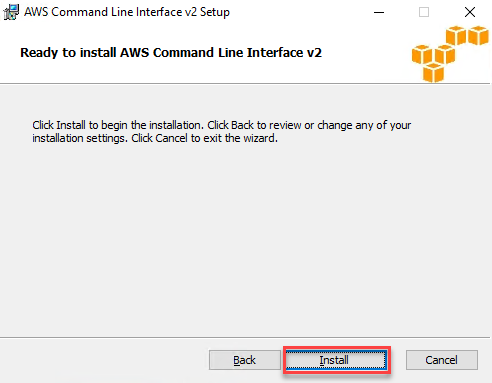 AWS Command Line Interface v2 Setup
Ready to install AWS Command Line Interface v2
Click Install to begin the installation. Click Back to review or change any of your
installation settings. Click Cancel to exit the wizard.
Back Install Cancel